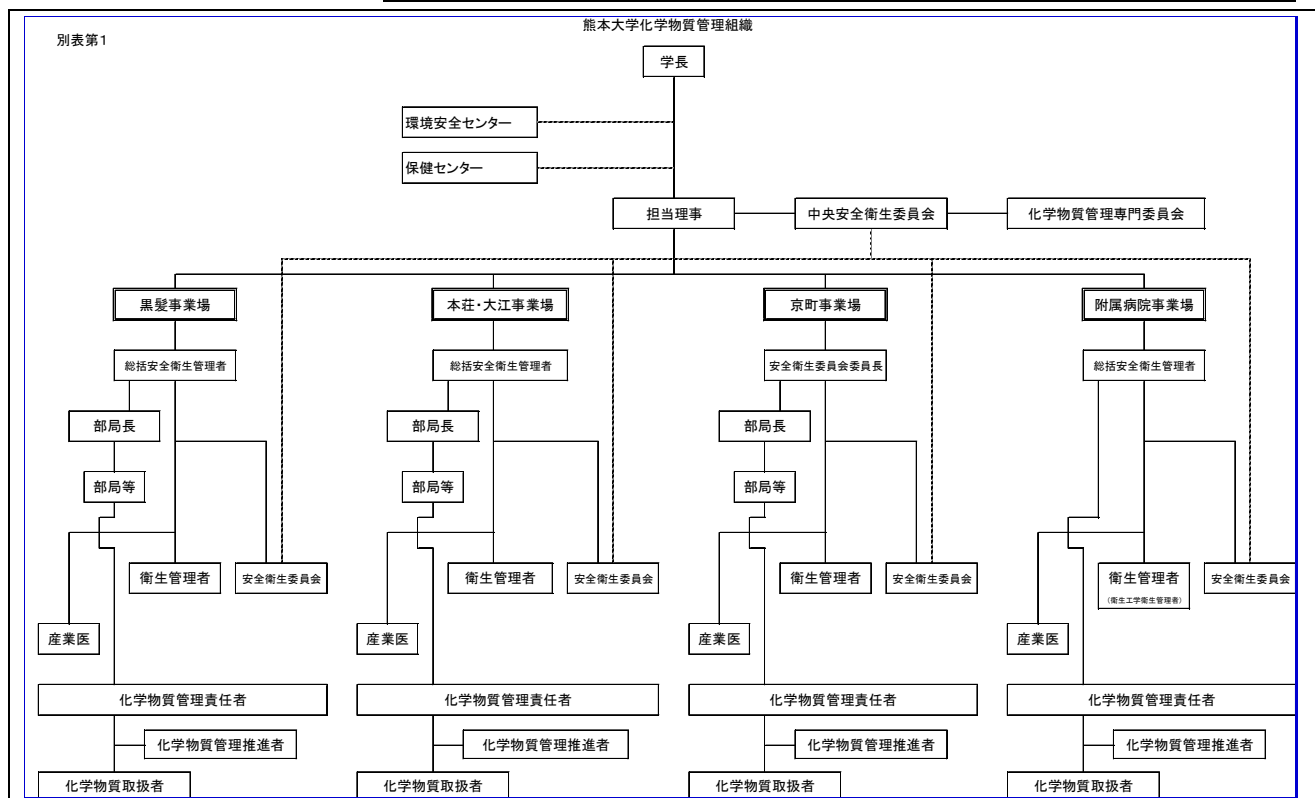 熊本大学化学物質管理組織
別表第1
学長
環境安全センター
保健センター
担当理事 中央安全衛生委員会 化学物質管理専門委員会
黒髪事業場 本荘・大江事業場 京町事業場 附属病院事業場
総括安全衛生管理者 総括安全衛生管理者 安全衛生委員会委員長 総括安全衛生管理者
部局長 部局長 部局長
部局等 部局等 部局等
衛生管理者 安全衛生委員会 衛生管理者 安全衛生委員会 衛生管理者 安全衛生委員会 衛生管理者 安全衛生委員会
(衛生工学衛生管理者)
産業医 産業医 産業医 産業医
化学物質管理責任者 化学物質管理責任者 化学物質管理責任者 化学物質管理責任者
化学物質管理推進者 化学物質管理推進者 化学物質管理推進者 化学物質管理推進者
化学物質取扱者 化学物質取扱者 化学物質取扱者 化学物質取扱者